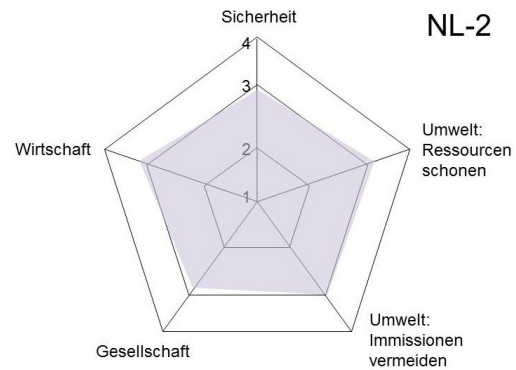 NL-2
Sicherheit
4
3
2
1
Wirtschaft
Umwelt:
Ressourcen
schonen
Gesellschaft
Umwelt:
Immissionen
vermeiden